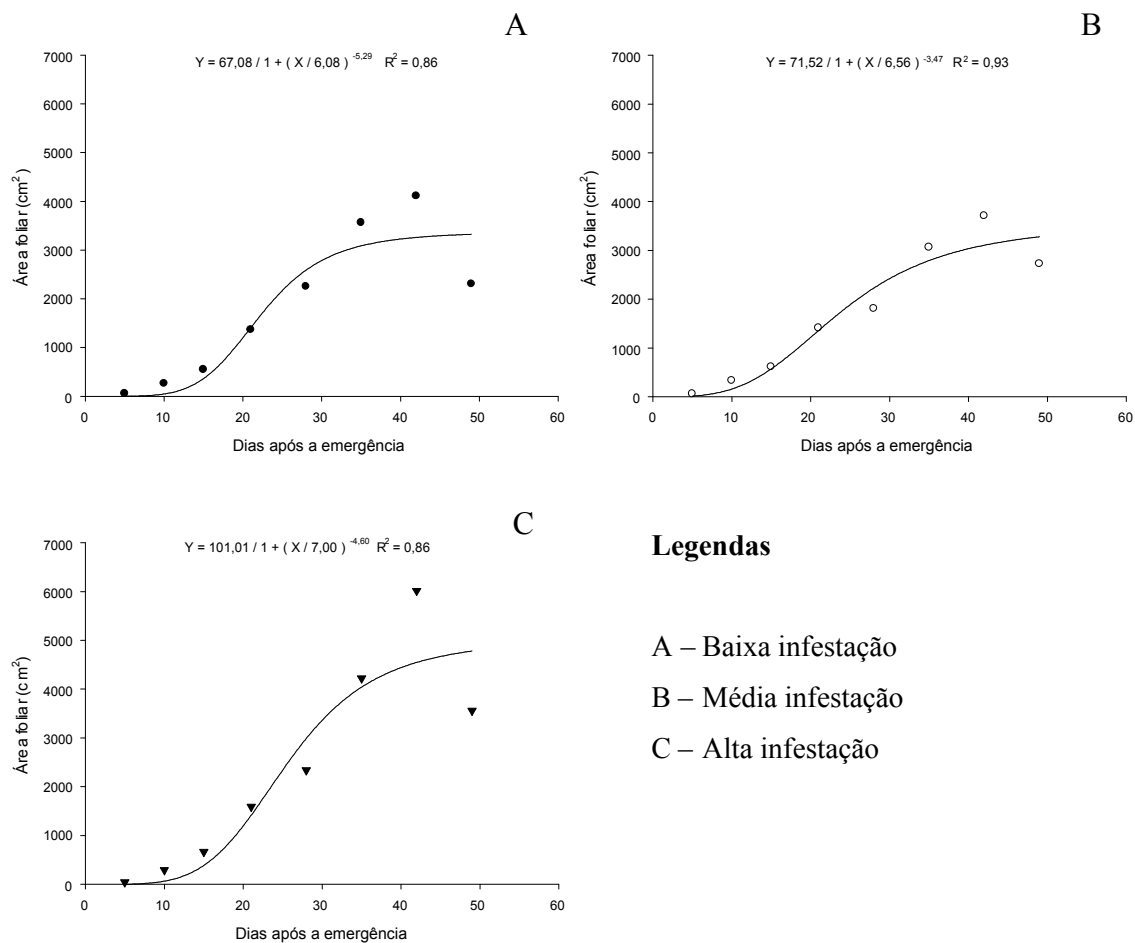 A
Y = 67,08 / 1 + ( X / 6,08 ) -5,29 R2 = 0,86
7000
6000
5000
4000
3000
2000
1000
0
Área foliar (cm2)
0 10 20 30 40 50 60
Dias após a emergência
B
Y = 71,52 / 1 + ( X / 6,56 ) -3,47 R2 = 0,93
7000
6000
5000
4000
3000
2000
1000
0
Área foliar (cm2)
0 10 20 30 40 50 60
Dias após a emergência
C
Y = 101,01 / 1 + ( X / 7,00 ) -4,60 R2 = 0,86
7000
6000
5000
4000
3000
2000
1000
0
Área foliar (cm2)
0 10 20 30 40 50 60
Dias após a emergência
Legendas
A – Baixa infestação
B – Média infestação
C – Alta infestação